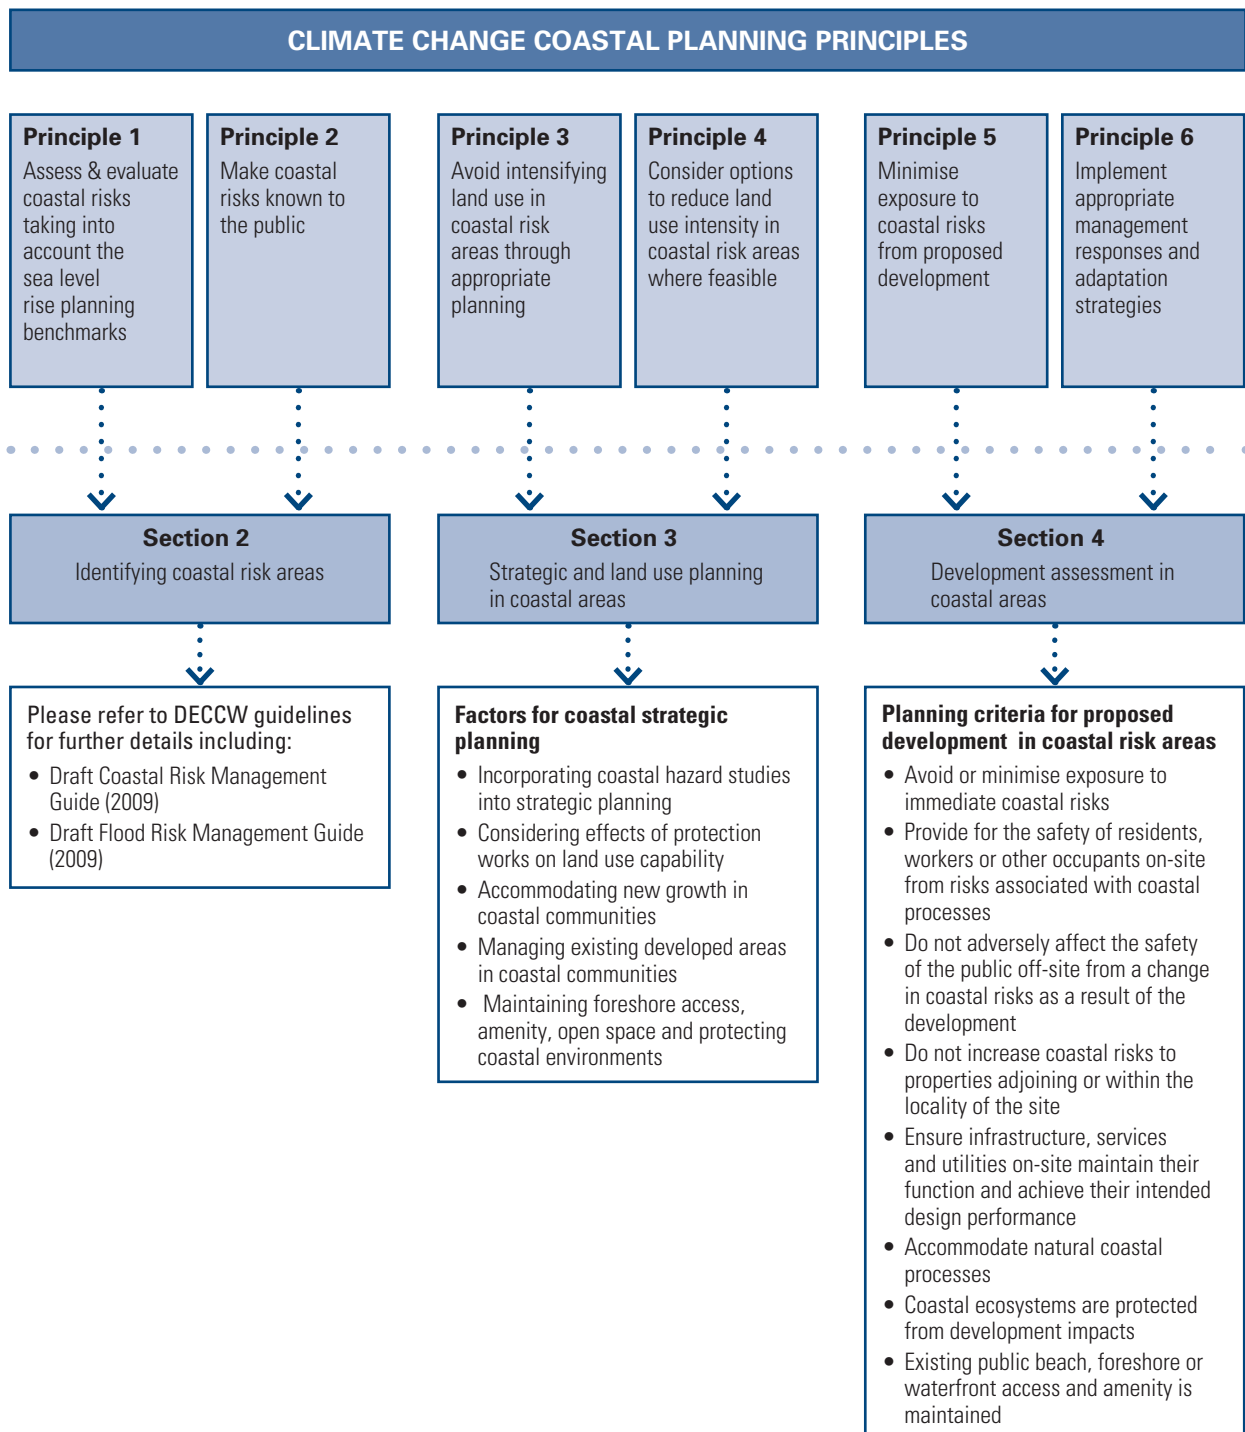 CLIMATE CHANGE COASTAL PLANNING PRINCIPLES
Principle 1
Assess & evaluate
coastal risks
taking into
account the
sea level
rise planning
benchmarks
Principle 2
Make coastal
risks known to
the public
Principle 3
Avoid intensifying
land use in
coastal risk
areas through
appropriate
planning
Principle 4
Consider options
to reduce land
use intensity in
coastal risk areas
where feasible
Principle 5
Minimise
exposure to
coastal risks
from proposed
development
Principle 6
Implement
appropriate
management
responses and
adaptation
strategies
Section 2
Identifying coastal risk areas
Section 3
Strategic and land use planning
in coastal areas
Section 4
Development assessment in
coastal areas
Please refer to DECCW guidelines
for further details including:
• Draft Coastal Risk Management
Guide (2009)
• Draft Flood Risk Management Guide
(2009)
Factors for coastal strategic
planning
• Incorporating coastal hazard studies
into strategic planning
• Considering effects of protection
works on land use capability
• Accommodating new growth in
coastal communities
• Managing existing developed areas
in coastal communities
• Maintaining foreshore access,
amenity, open space and protecting
coastal environments
Planning criteria for proposed
development in coastal risk areas
• Avoid or minimise exposure to
immediate coastal risks
• Provide for the safety of residents,
workers or other occupants on-site
from risks associated with coastal
processes
• Do not adversely affect the safety
of the public off-site from a change
in coastal risks as a result of the
development
• Do not increase coastal risks to
properties adjoining or within the
locality of the site
• Ensure infrastructure, services
and utilities on-site maintain their
function and achieve their intended
design performance
• Accommodate natural coastal
processes
• Coastal ecosystems are protected
from development impacts
• Existing public beach, foreshore or
waterfront access and amenity is
maintained